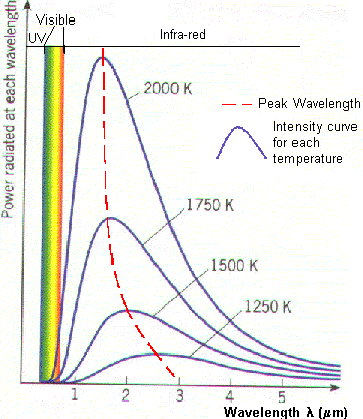 Visible
UV
Infra-red
Power radiated at each wavelength
2000 K
Peak Wavelength
Intensity curve
for each
temperature
1750 K
1500 K
1250 K
1 2 3 4 5
Wavelength λ (μm)